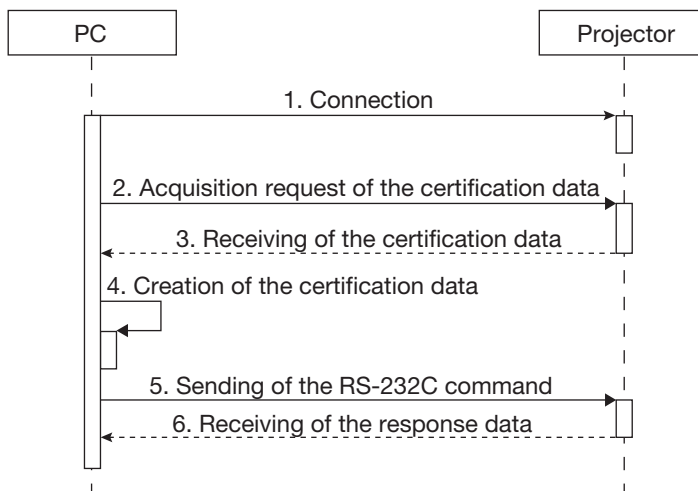 PC
Projector
1. Connection
2. Acquisition request of the certification data
3. Receiving of the certification data
4. Creation of the certification data
5. Sending of the RS-232C command
6. Receiving of the response data